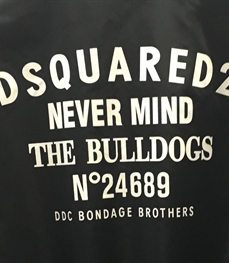 DSQUARED2
NEVER MIND
THE BULLDOGS
N°24689
DDC BONDAGE BROTHERS